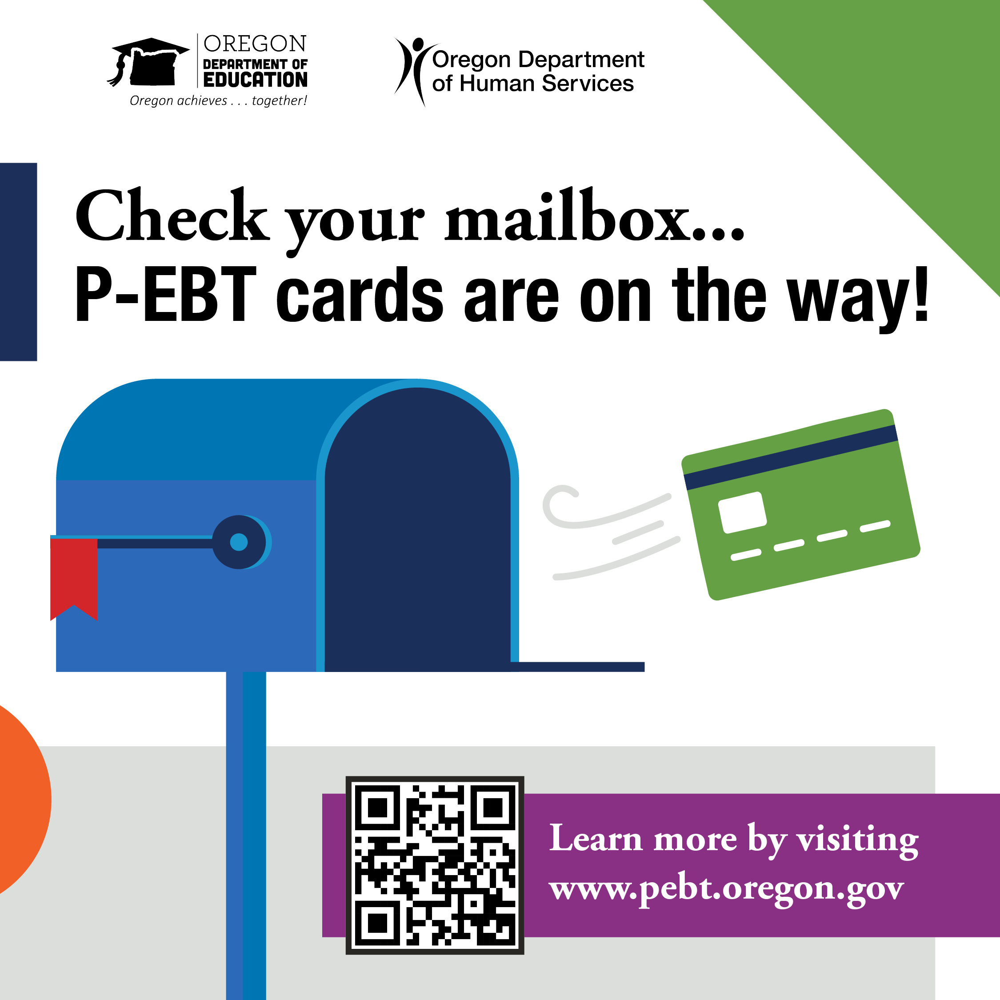 OREGON
DEPARTMENT OF
EDUCATION
Oregon achieves . . . together!
Oregon Department
of Human Services
Check your mailbox...
P-EBT cards are on the way!
Learn more by visiting
www.pebt.oregon.gov